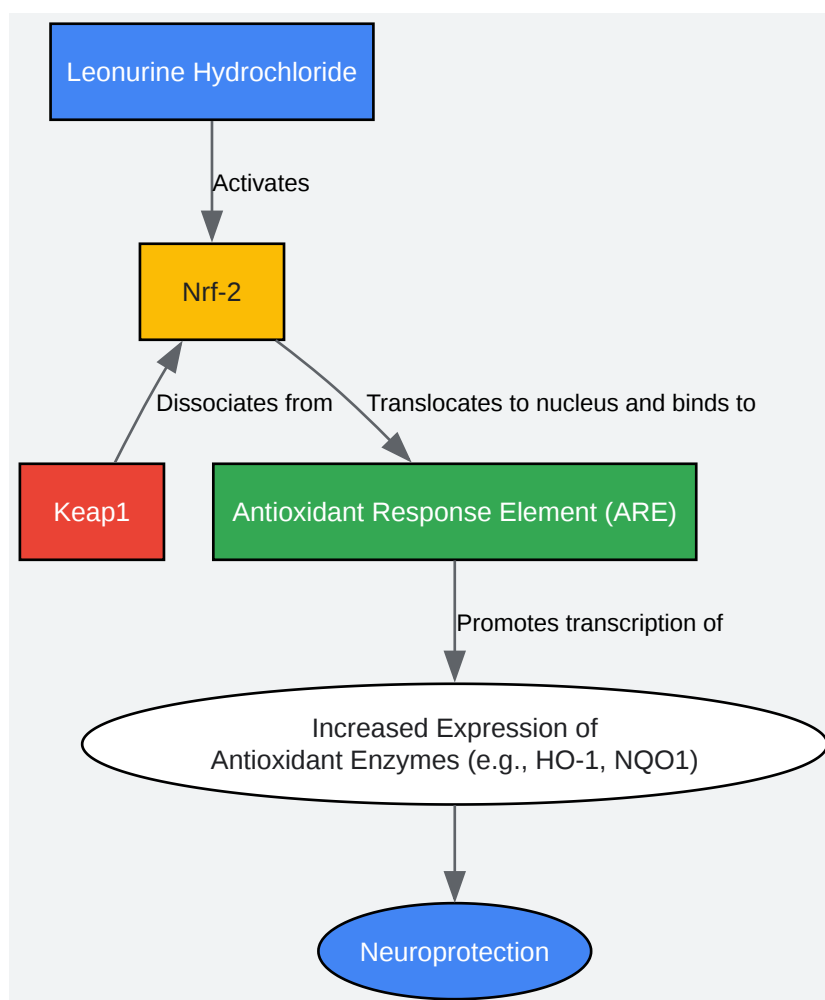 Leonurine Hydrochloride
Activates
Nrf-2
Dissociates from
Translocates to nucleus and binds to
Keap1
Antioxidant Response Element (ARE)
Promotes transcription of
Increased Expression of
Antioxidant Enzymes (e.g., HO-1, NQO1)
Neuroprotection